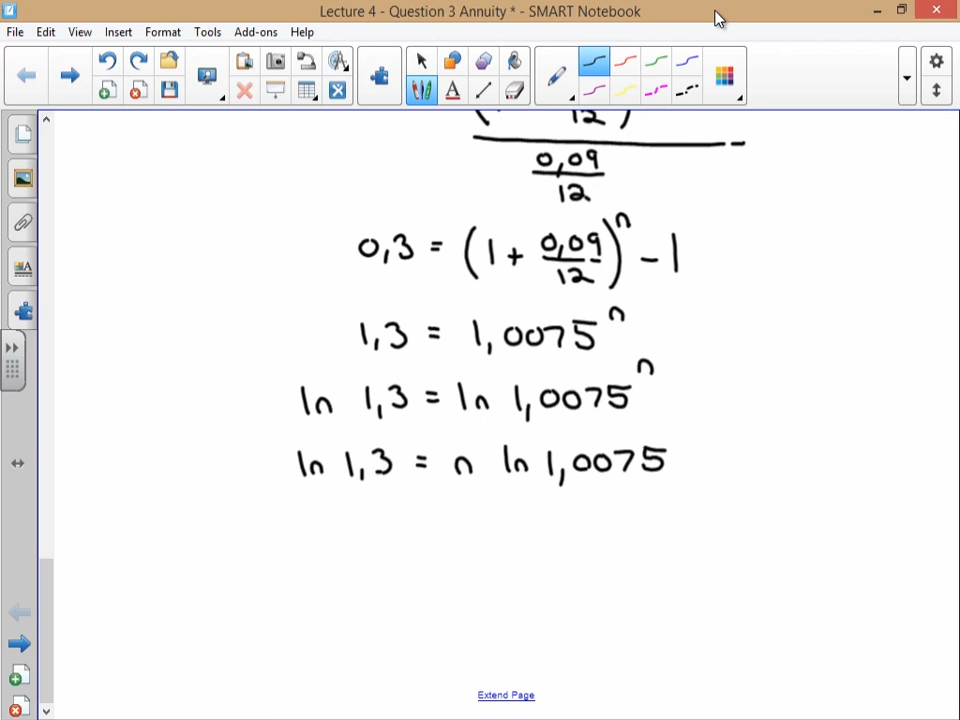 Lecture 4 - Question 3 Annuity * - SMART Notebook
File Edit View Insert Format Tools Add-ons Help
12 )
0,09
12
0,3 = (1 + 0,09/12)^n - 1
1,3 = 1,0075^n
ln 1,3 = ln 1,0075^n
ln 1,3 = n ln 1,0075
Extend Page